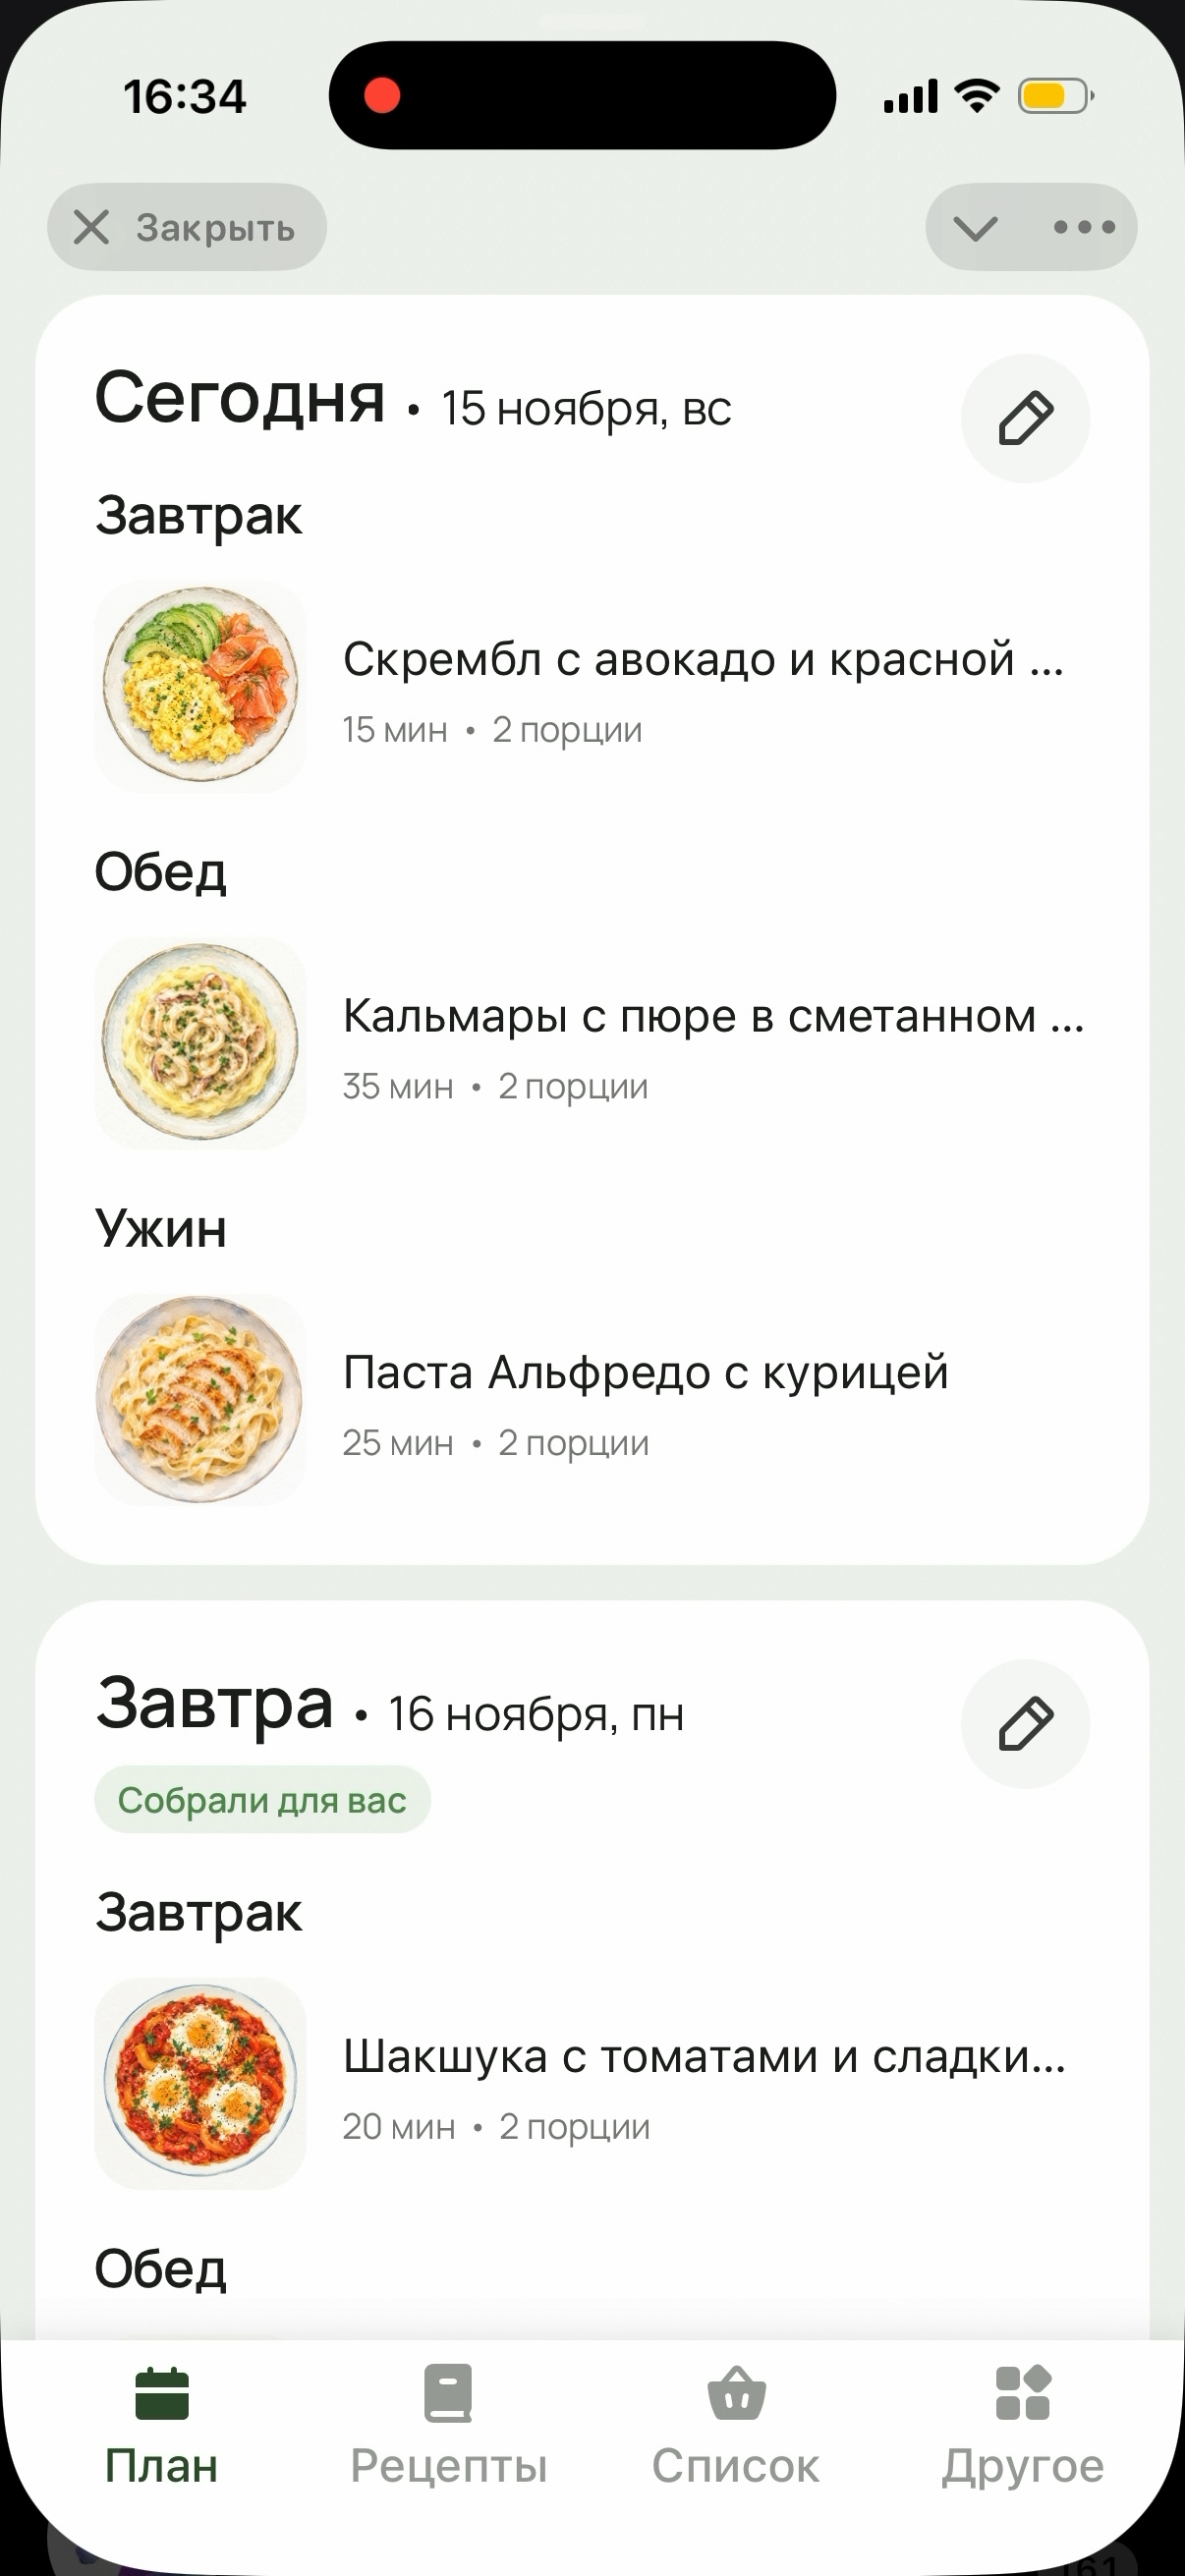 16:34
Закрыть
Сегодня • 15 ноября, вс
Завтрак
Скрембл с авокадо и красной ...
15 мин • 2 порции
Обед
Кальмары с пюре в сметанном ...
35 мин • 2 порции
Ужин
Паста Альфредо с курицей
25 мин • 2 порции
Завтра • 16 ноября, пн
Собрали для вас
Завтрак
Шакшука с томатами и сладки...
20 мин • 2 порции
Обед
План Рецепты Список Другое